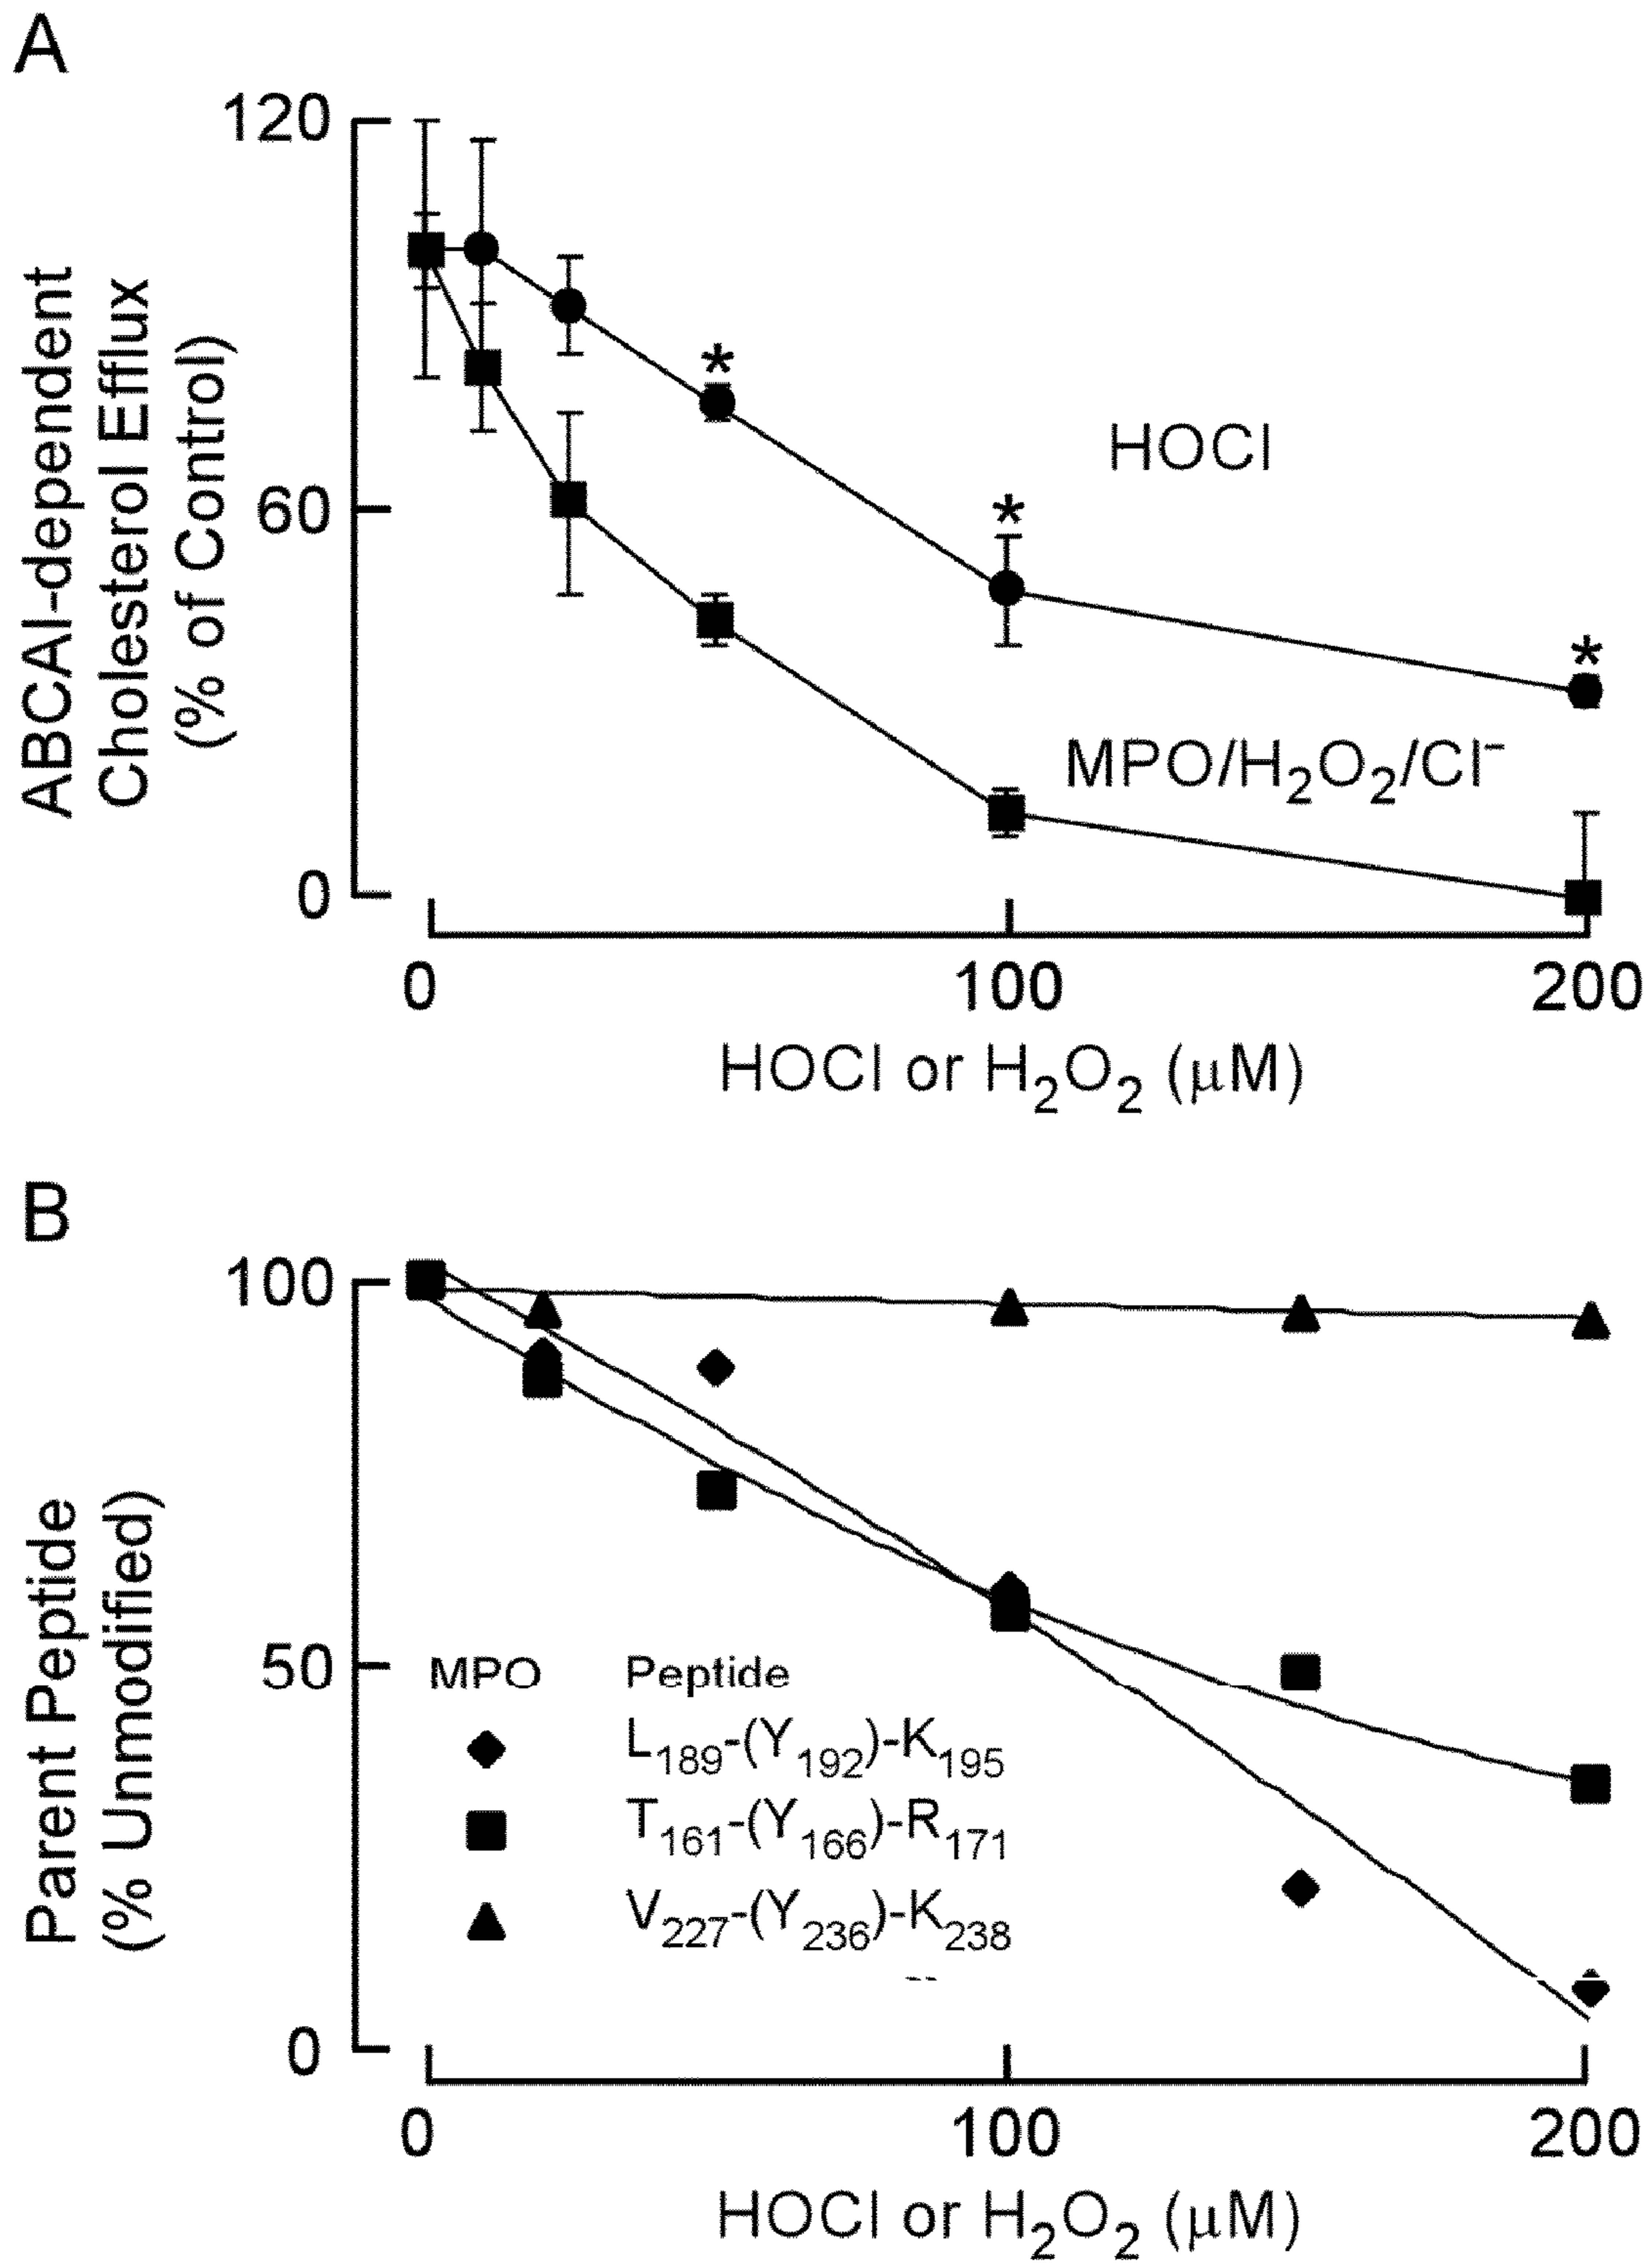 A
120
60
0
ABCAI-dependent
Cholesterol Efflux
(% of Control)
*
*
*
HOCl
MPO/H₂O₂/Cl⁻
0 100 200
HOCl or H₂O₂ (μM)
B
100
50
0
Parent Peptide
(% Unmodified)
MPO Peptide
L₁₈₉-(Y₁₉₂)-K₁₉₅
T₁₆₁-(Y₁₆₆)-R₁₇₁
V₂₂₇-(Y₂₃₆)-K₂₃₈
0 100 200
HOCl or H₂O₂ (μM)